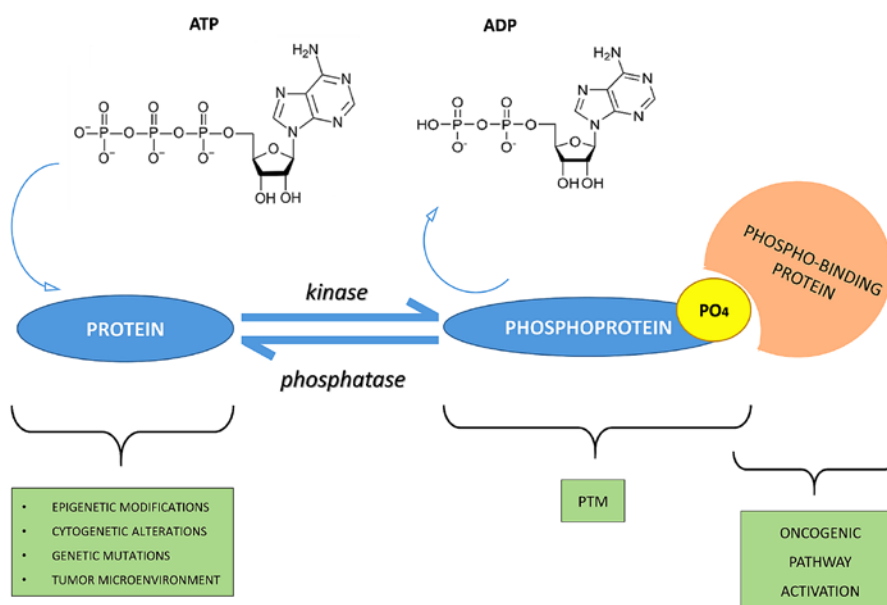 ATP
ADP
NH₂
N
N
N
N
O
O
O
O⁻
P
O
P
O
P
O
O⁻
O⁻
O⁻
O
OH OH
H₂N
N
N
N
N
O
O
HO
P
O
P
O
O⁻
O⁻
O
OH OH
PHOSPHO-BINDING
PROTEIN
kinase
PROTEIN
PHOSPHOPROTEIN
PO4
phosphatase
• EPIGENETIC MODIFICATIONS
• CYTOGENETIC ALTERATIONS
• GENETIC MUTATIONS
• TUMOR MICROENVIRONMENT
PTM
ONCOGENIC
PATHWAY
ACTIVATION